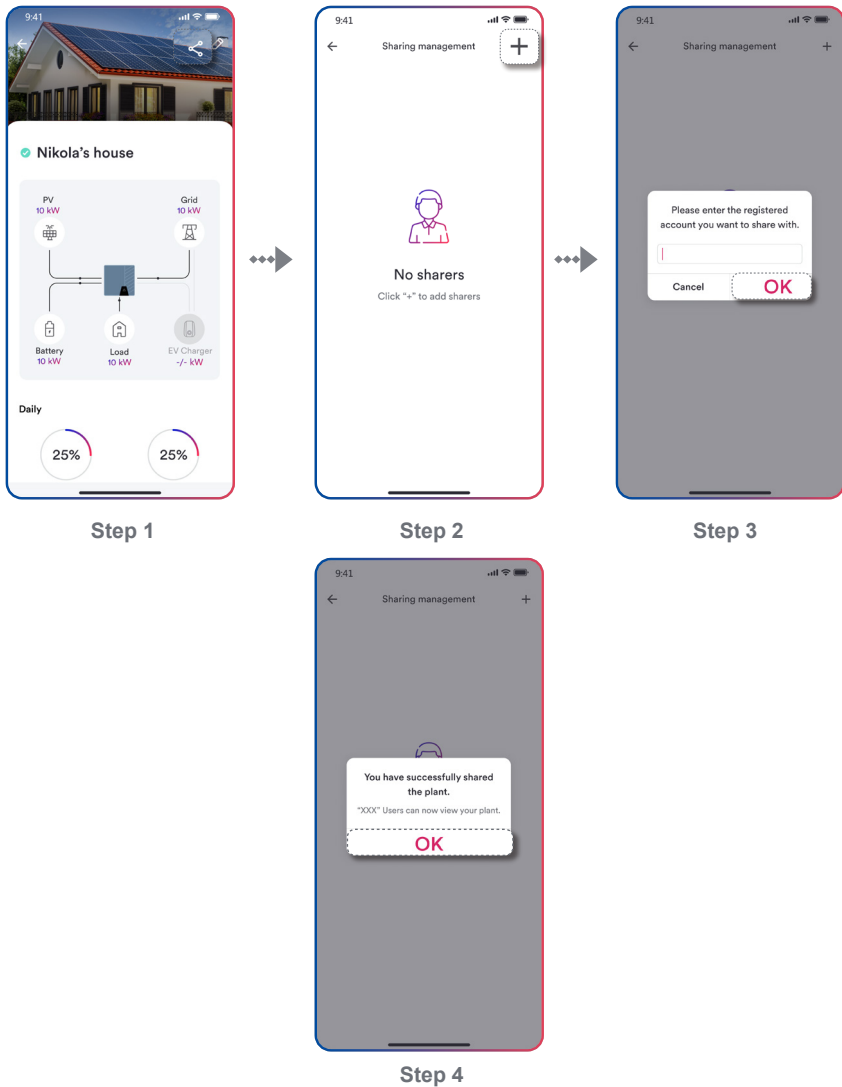 9:41
Nikola's house
PV
10 kW
Grid
10 kW
Battery
10 kW
Load
10 kW
EV Charger
-/- kW
Daily
25%
25%
Step 1
9:41
Sharing management
+
No sharers
Click "+" to add sharers
Step 2
9:41
Sharing management
+
Please enter the registered
account you want to share with.
Cancel
OK
Step 3
9:41
Sharing management
+
You have successfully shared
the plant.
"XXX" Users can now view your plant.
OK
Step 4